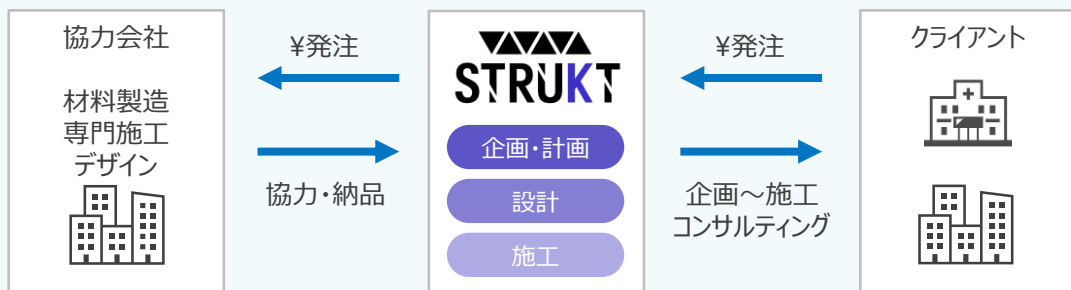 協力会社
材料製造
専門施工
デザイン
¥発注
協力・納品
STRUKT
企画・計画
設計
施工
¥発注
企画～施工
コンサルティング
クライアント